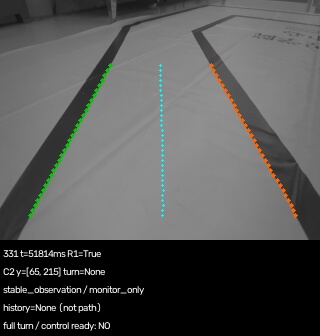 331 t=51814ms R1=True
C2 y=[65, 215] turn=None
stable_observation / monitor_only
history=None (not path)
full turn / control ready: NO